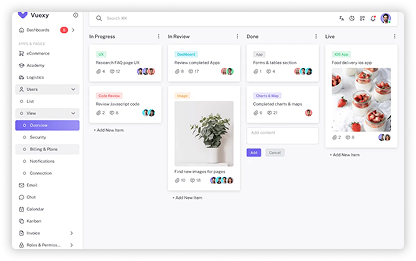 Vuexy
Search ⌘K
Dashboards
5
APPS & PAGES
eCommerce
Academy
Logistics
Users
List
View
Overview
Security
Billing & Plans
Notifications
Connection
Email
Chat
Calendar
Kanban
Invoice
Roles & Permiss...
In Progress
UX
Research FAQ page UX
4
12
Code Review
Review Javascript code
2
8
+ Add New Item
In Review
Dashboard
Review completed Apps
8
17
Images
Find new images for pages
10
18
+ Add New Item
Done
App
Forms & tables section
1
4
Charts & Map
Completed charts & maps
6
21
Add Content
Add
Cancel
Live
iOS App
Food delivery ios app
2
6
+ Add New Item